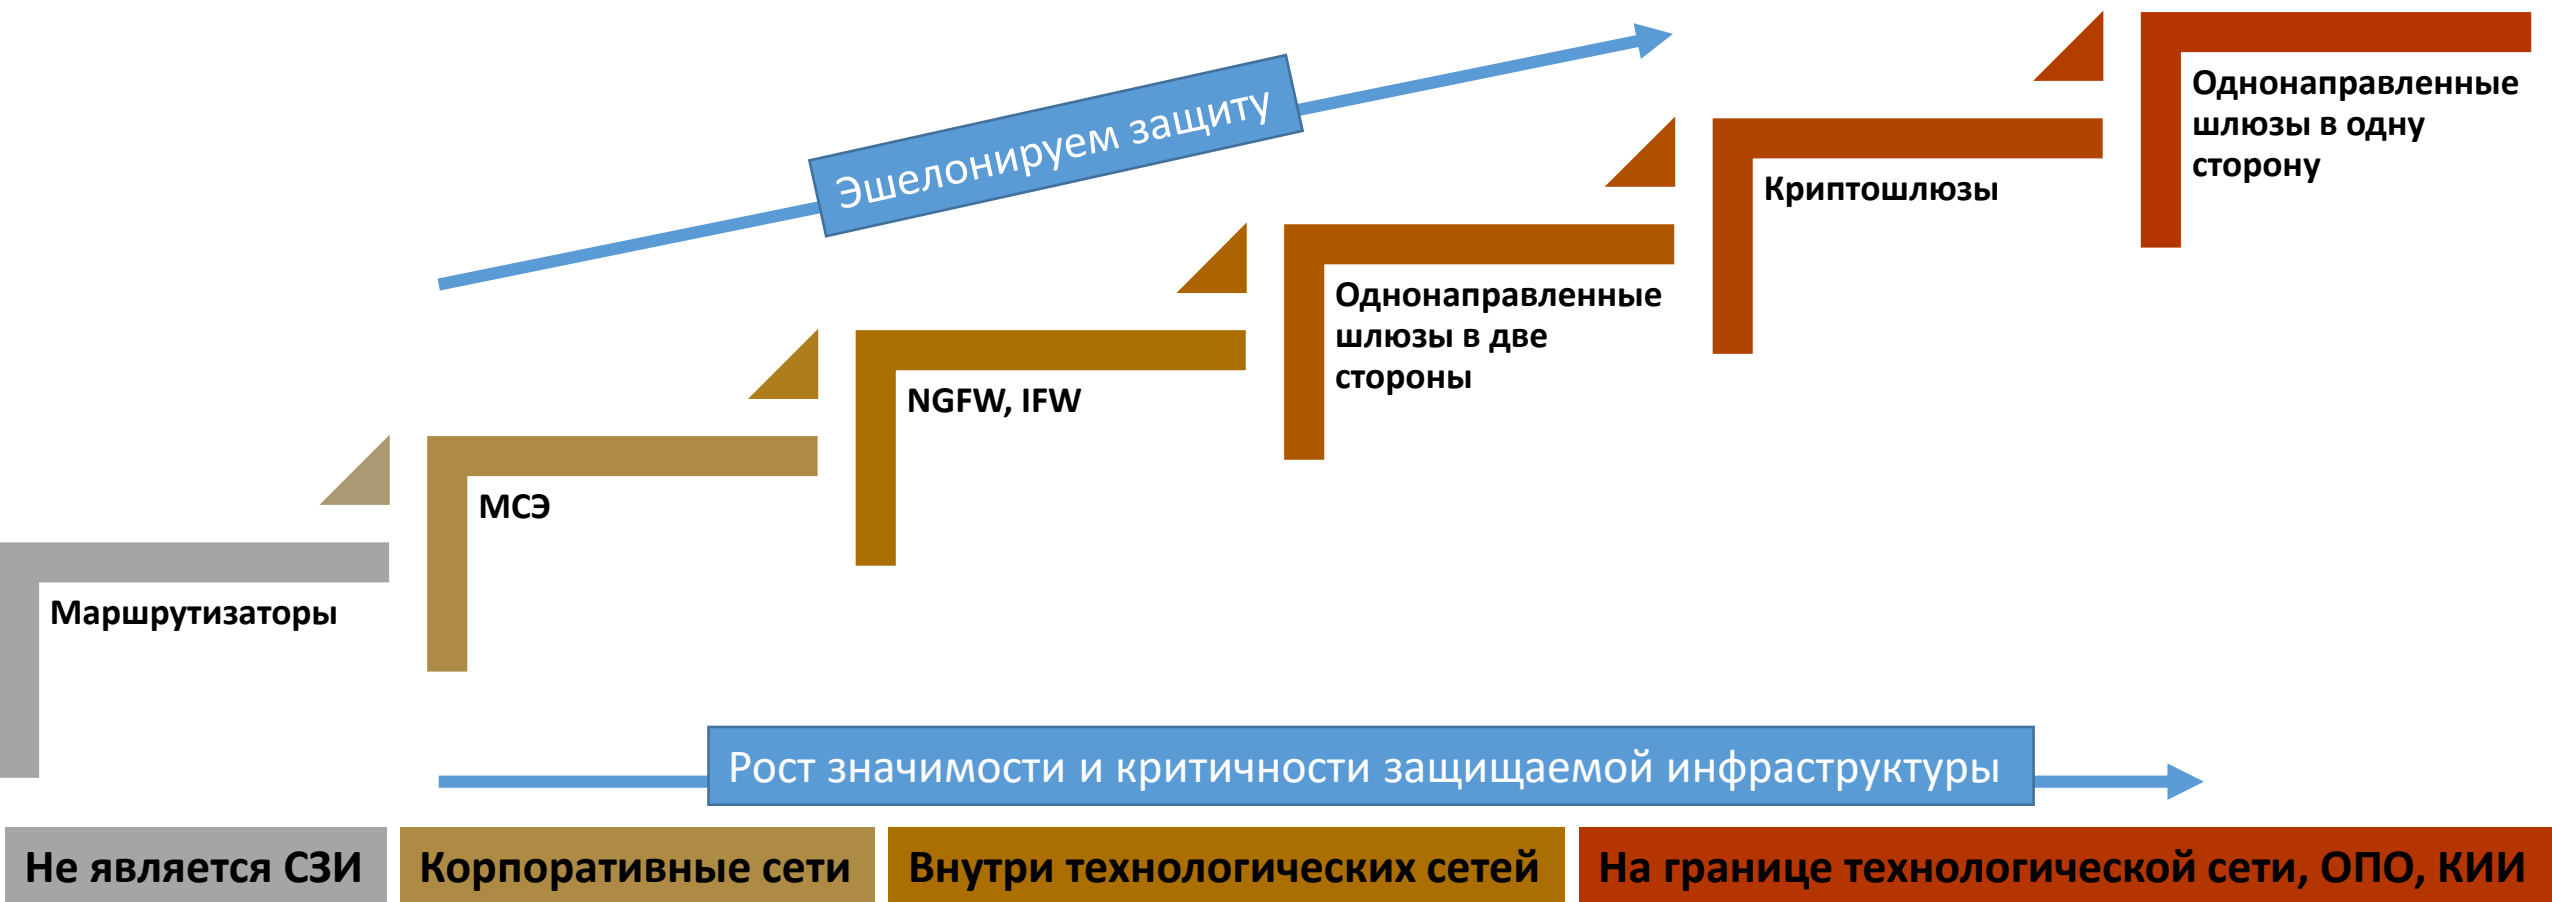 Эшелонируем защиту
Однонаправленные
шлюзы в одну
сторону
Криптошлюзы
Однонаправленные
шлюзы в две
стороны
NGFW, IFW
МСЭ
Маршрутизаторы
Рост значимости и критичности защищаемой инфраструктуры
Не является СЗИ
Корпоративные сети
Внутри технологических сетей
На границе технологической сети, ОПО, КИИ